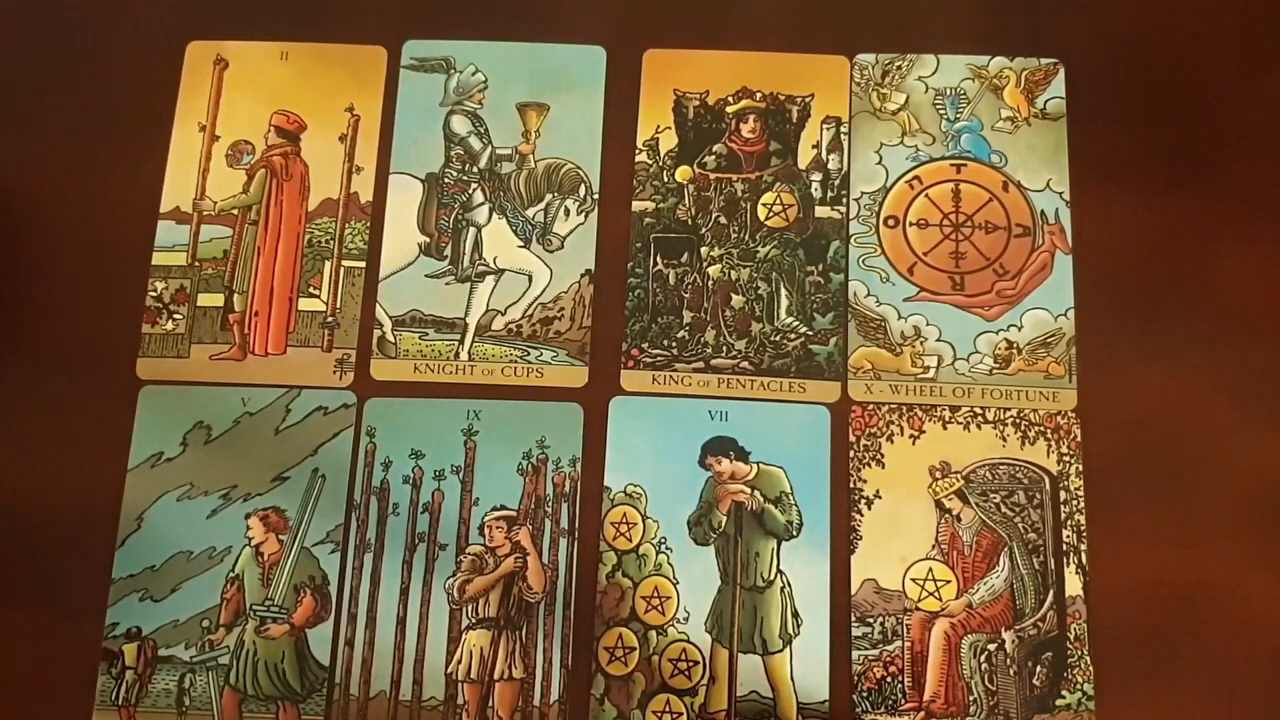 II
KNIGHT OF CUPS
KING OF PENTACLES
X - WHEEL OF FORTUNE
V
IX
VII